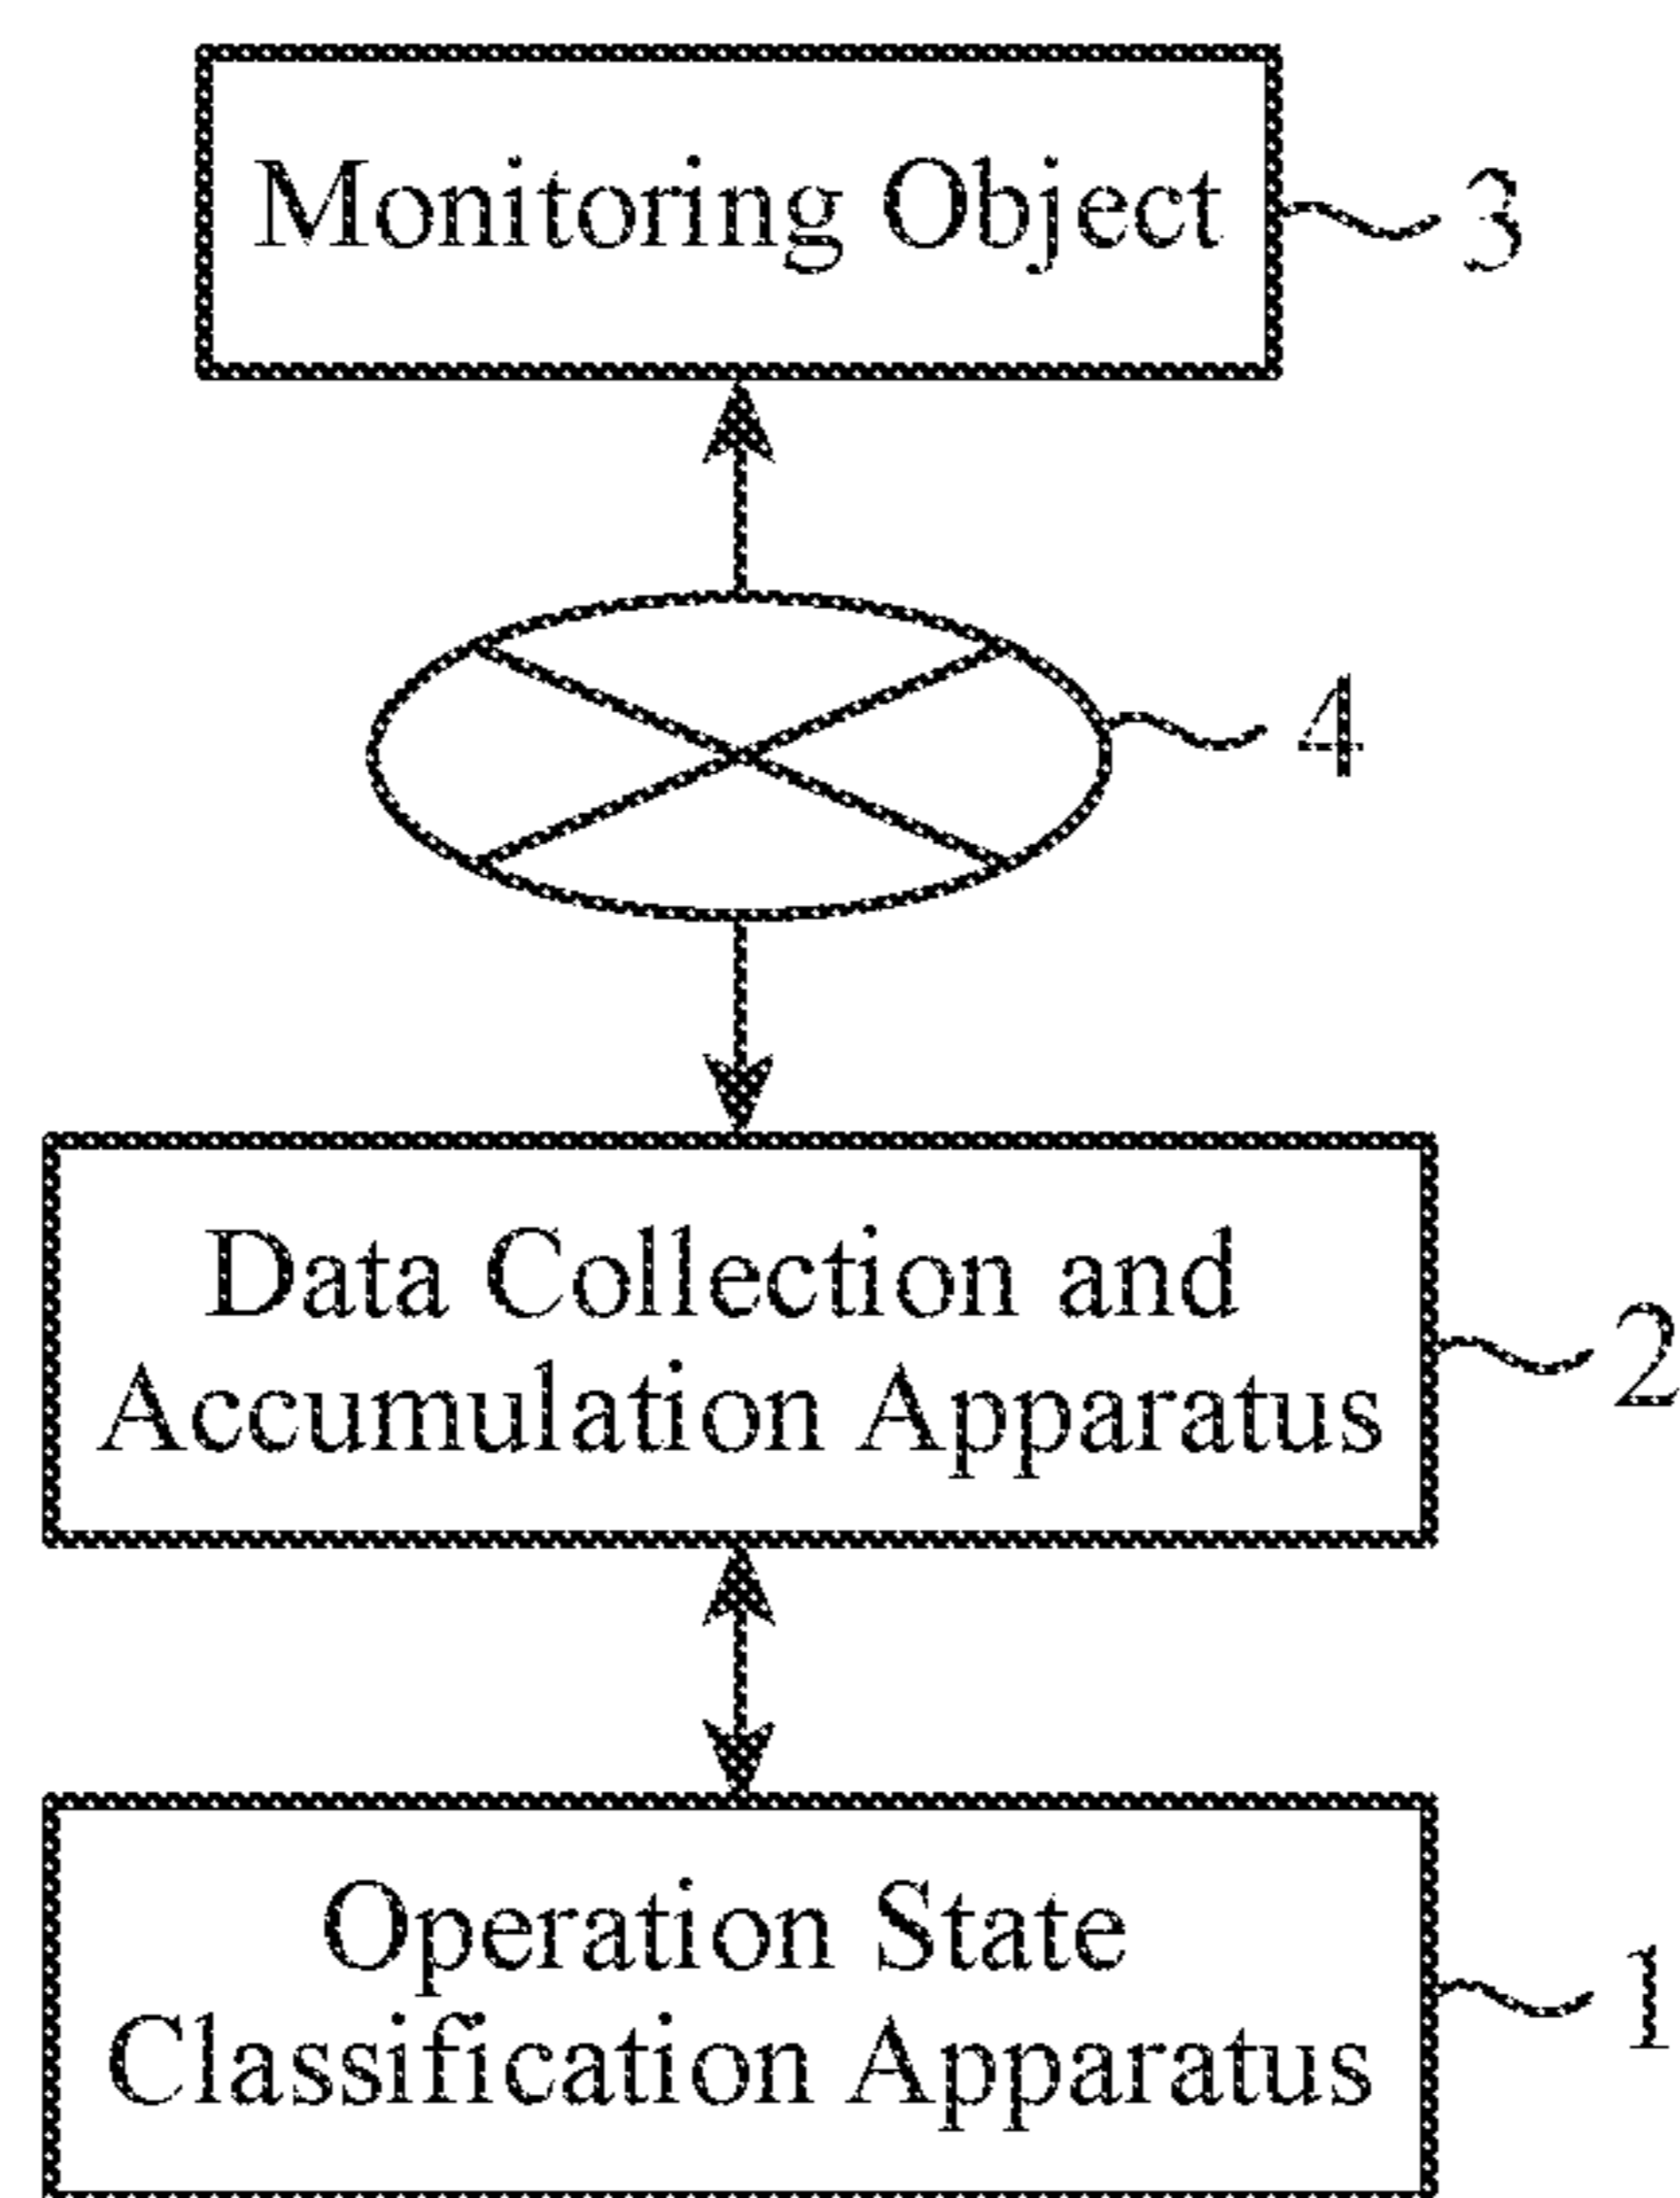 Monitoring Object
3
4
Data Collection and
Accumulation Apparatus
2
Operation State
Classification Apparatus
1